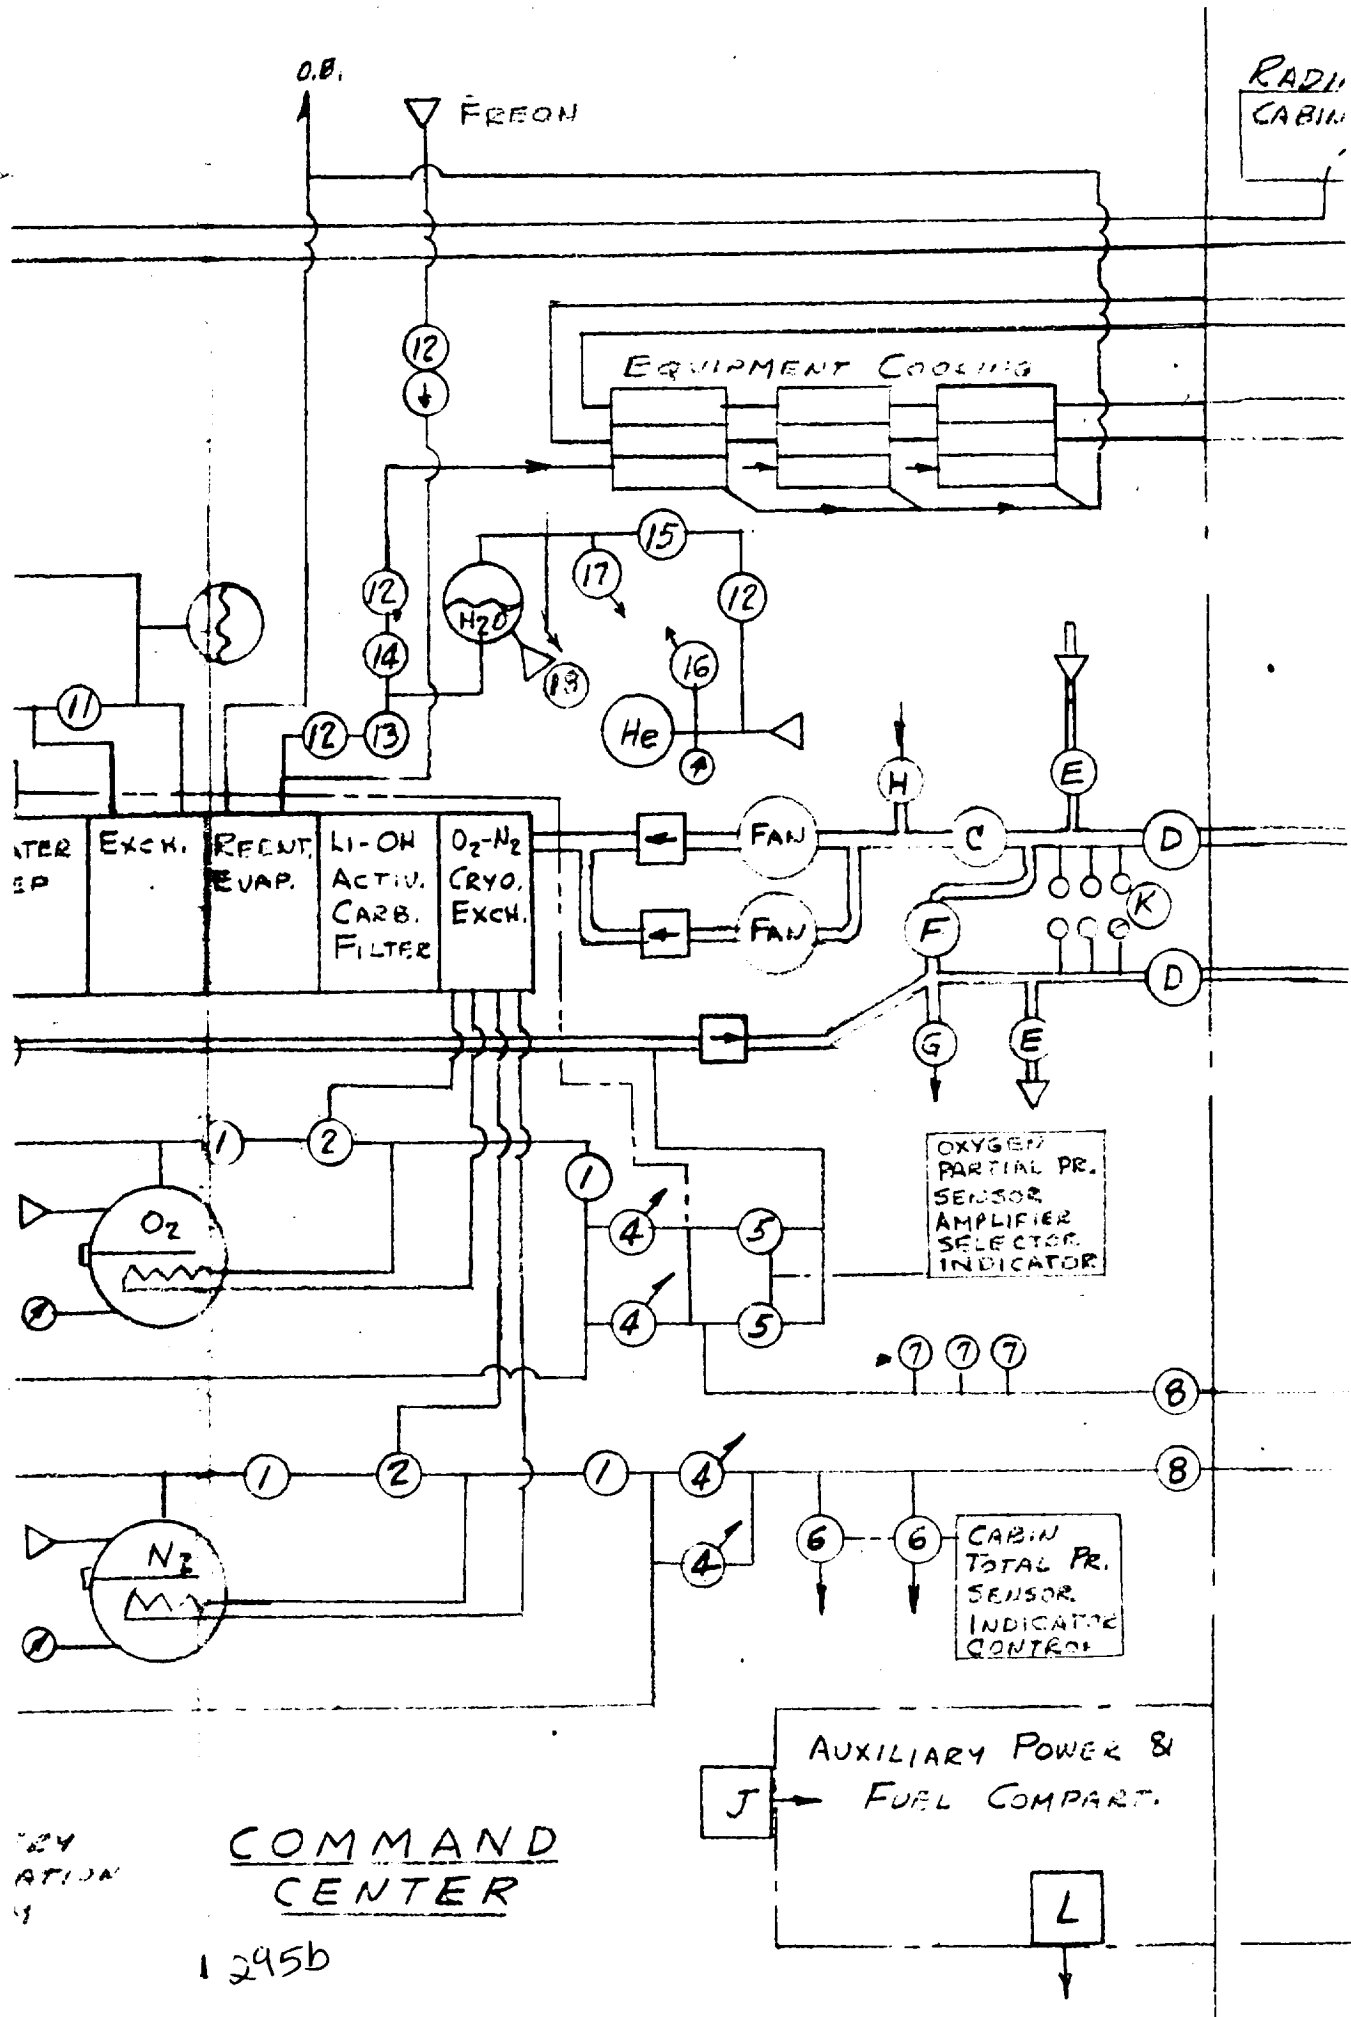 O.B.
FREON
CABIN
12
EQUIPMENT COOLING
15
17
12
12
H2O
14
16
18
11
12
13
He
H
E
EXCH.
REENT.
EVAP.
LI-OH
ACTIV.
CARB.
FILTER
O2-N2
CRYO.
EXCH.
FAN
C
D
K
FAN
F
D
G
E
1
2
OXYGEN
PARTIAL PR.
SENSOR
AMPLIFIER
SELECTOR
INDICATOR
1
O2
4
5
4
5
7
7
7
8
1
2
1
4
8
N2
4
6
6
CABIN
TOTAL PR.
SENSOR
INDICATOR
CONTROL
AUXILIARY POWER &
FUEL COMPART.
J
L
COMMAND
CENTER
1295b